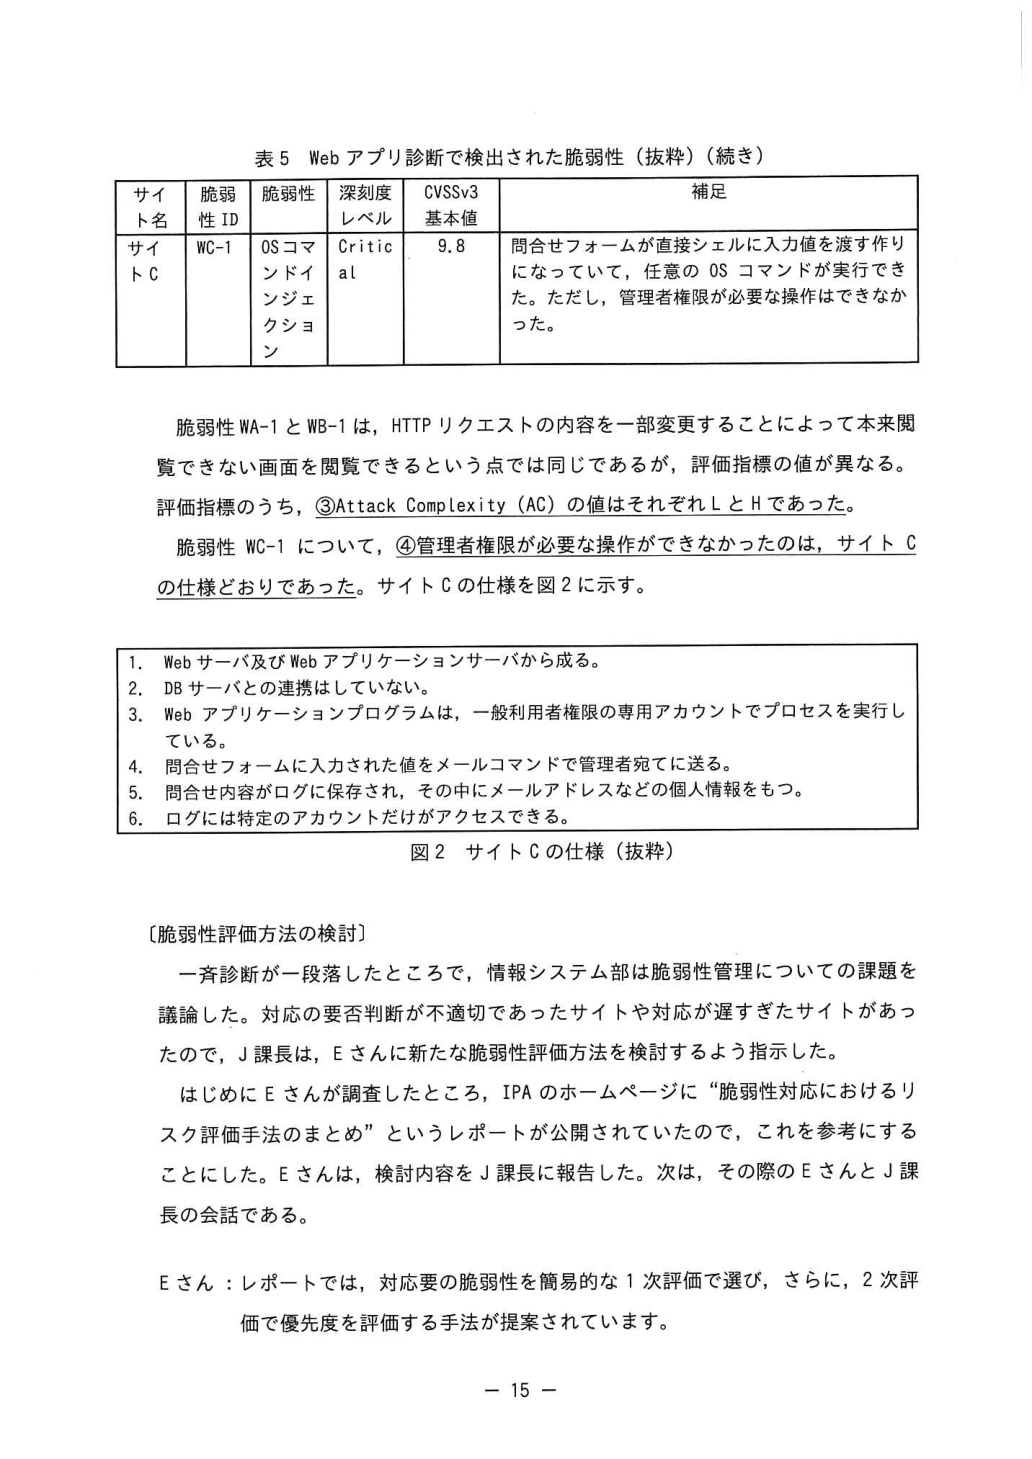 表5 Webアプリ診断で検出された脆弱性（抜粋）（続き）
サイト名 脆弱性ID 脆弱性 深刻度レベル CVSSv3基本値 補足
サイトC WC-1 OSコマンドインジェクション Critical 9.8 問合せフォームが直接シェルに入力値を渡す作り
になっていて，任意の OS コマンドが実行でき
た。ただし，管理者権限が必要な操作はできなか
った。
脆弱性 WA-1 と WB-1 は，HTTP リクエストの内容を一部変更することによって本来閲
覧できない画面を閲覧できるという点では同じであるが，評価指標の値が異なる。
評価指標のうち，③Attack Complexity（AC）の値はそれぞれ L と H であった。
脆弱性 WC-1 について，④管理者権限が必要な操作ができなかったのは，サイト C
の仕様どおりであった。サイト C の仕様を図 2 に示す。
1. Web サーバ及び Web アプリケーションサーバから成る。
2. DB サーバとの連携はしていない。
3. Web アプリケーションプログラムは，一般利用者権限の専用アカウントでプロセスを実行し
ている。
4. 問合せフォームに入力された値をメールコマンドで管理者宛てに送る。
5. 問合せ内容がログに保存され，その中にメールアドレスなどの個人情報をもつ。
6. ログには特定のアカウントだけがアクセスできる。
図2 サイト C の仕様（抜粋）
〔脆弱性評価方法の検討〕
一斉診断が一段落したところで，情報システム部は脆弱性管理についての課題を
議論した。対応の要否判断が不適切であったサイトや対応が遅すぎたサイトがあっ
たので，J 課長は，E さんに新たな脆弱性評価方法を検討するよう指示した。
はじめに E さんが調査したところ，IPA のホームページに“脆弱性対応におけるリ
スク評価手法のまとめ”というレポートが公開されていたので，これを参考にする
ことにした。E さんは，検討内容を J 課長に報告した。次は，その際の E さんと J 課
長の会話である。
E さん：レポートでは，対応要の脆弱性を簡易的な 1 次評価で選び，さらに，2 次評
価で優先度を評価する手法が提案されています。
－ 15 －